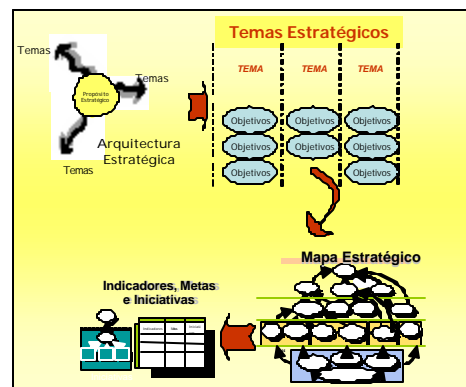 Temas Estratégicos
Temas
TEMA
TEMA
TEMA
Temas
Propósito
Estratégico
Objetivos
Objetivos
Objetivos
Arquitectura
Estratégica
Objetivos
Objetivos
Objetivos
Temas
Objetivos
Objetivos
Mapa Estratégico
Indicadores, Metas
e Iniciativas
Indicadores